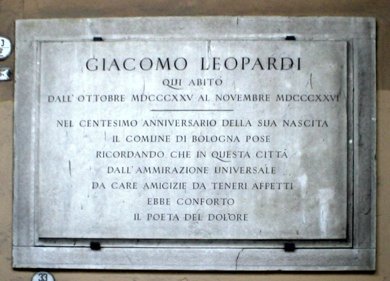 GIACOMO LEOPARDI
QUI ABITÒ
DALL'OTTOBRE MDCCCXXV AL NOVEMBRE MDCCCXXVI
NEL CENTESIMO ANNIVERSARIO DELLA SUA NASCITA
IL COMUNE DI BOLOGNA POSE
RICORDANDO CHE IN QUESTA CITTÀ
DALL'AMMIRAZIONE UNIVERSALE
DA CARE AMICIZIE DA TENERI AFFETTI
EBBE CONFORTO
IL POETA DEL DOLORE
33